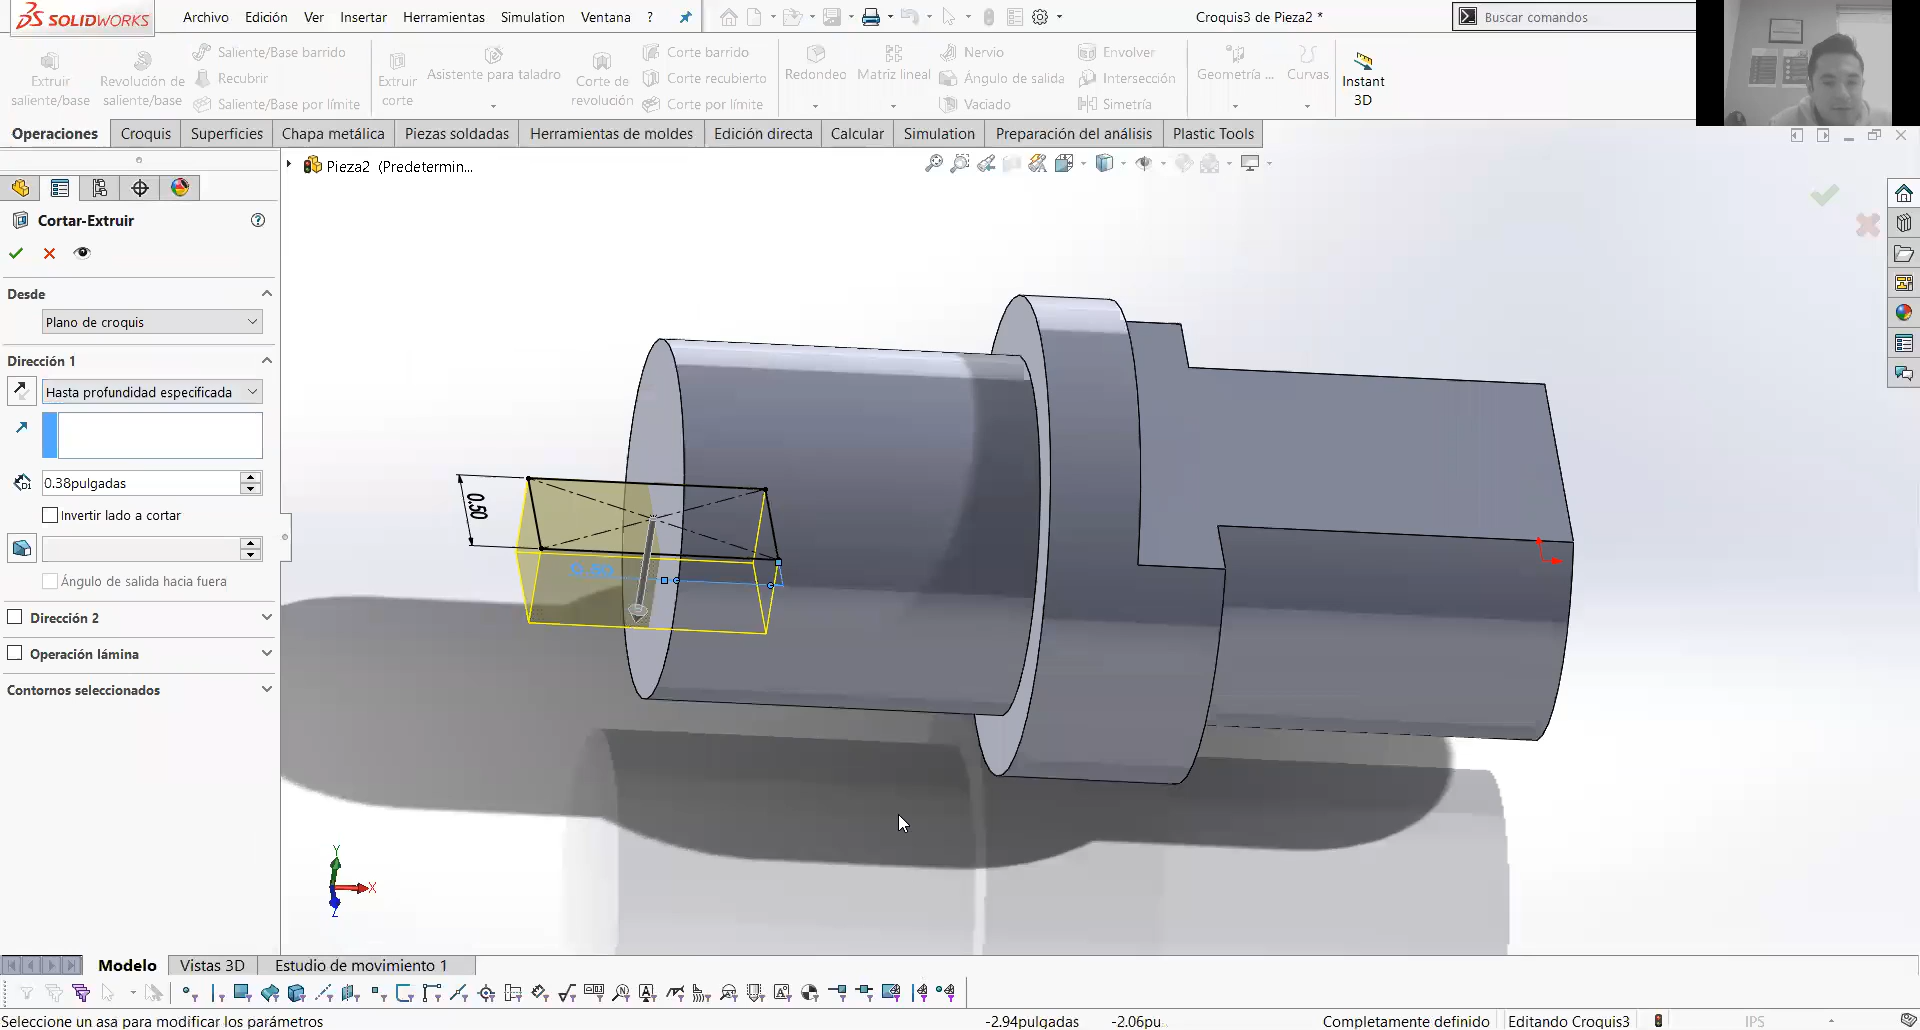 SOLIDWORKS
Archivo Edición Ver Insertar Herramientas Simulation Ventana ?
Croquis3 de Pieza2 *
Buscar comandos
Extruir saliente/base
Revolución de saliente/base
Saliente/Base barrido
Recubrir
Saliente/Base por límite
Extruir corte
Asistente para taladro
Corte de revolución
Corte barrido
Corte recubierto
Corte por límite
Redondeo
Matriz lineal
Nervio
Ángulo de salida
Vaciado
Envolver
Intersección
Simetría
Geometría ...
Curvas
Instant 3D
Operaciones Croquis Superficies Chapa metálica Piezas soldadas Herramientas de moldes Edición directa Calcular Simulation Preparación del análisis Plastic Tools
Pieza2 (Predetermin...
Cortar-Extruir
Desde
Plano de croquis
Dirección 1
Hasta profundidad especificada
0.38pulgadas
Invertir lado a cortar
Ángulo de salida hacia fuera
Dirección 2
Operación lámina
Contornos seleccionados
0.50
Y
X
Z
Modelo Vistas 3D Estudio de movimiento 1
Seleccione un asa para modificar los parámetros
-2.94pulgadas -2.06pu. Completamente definido Editando Croquis3 IPS